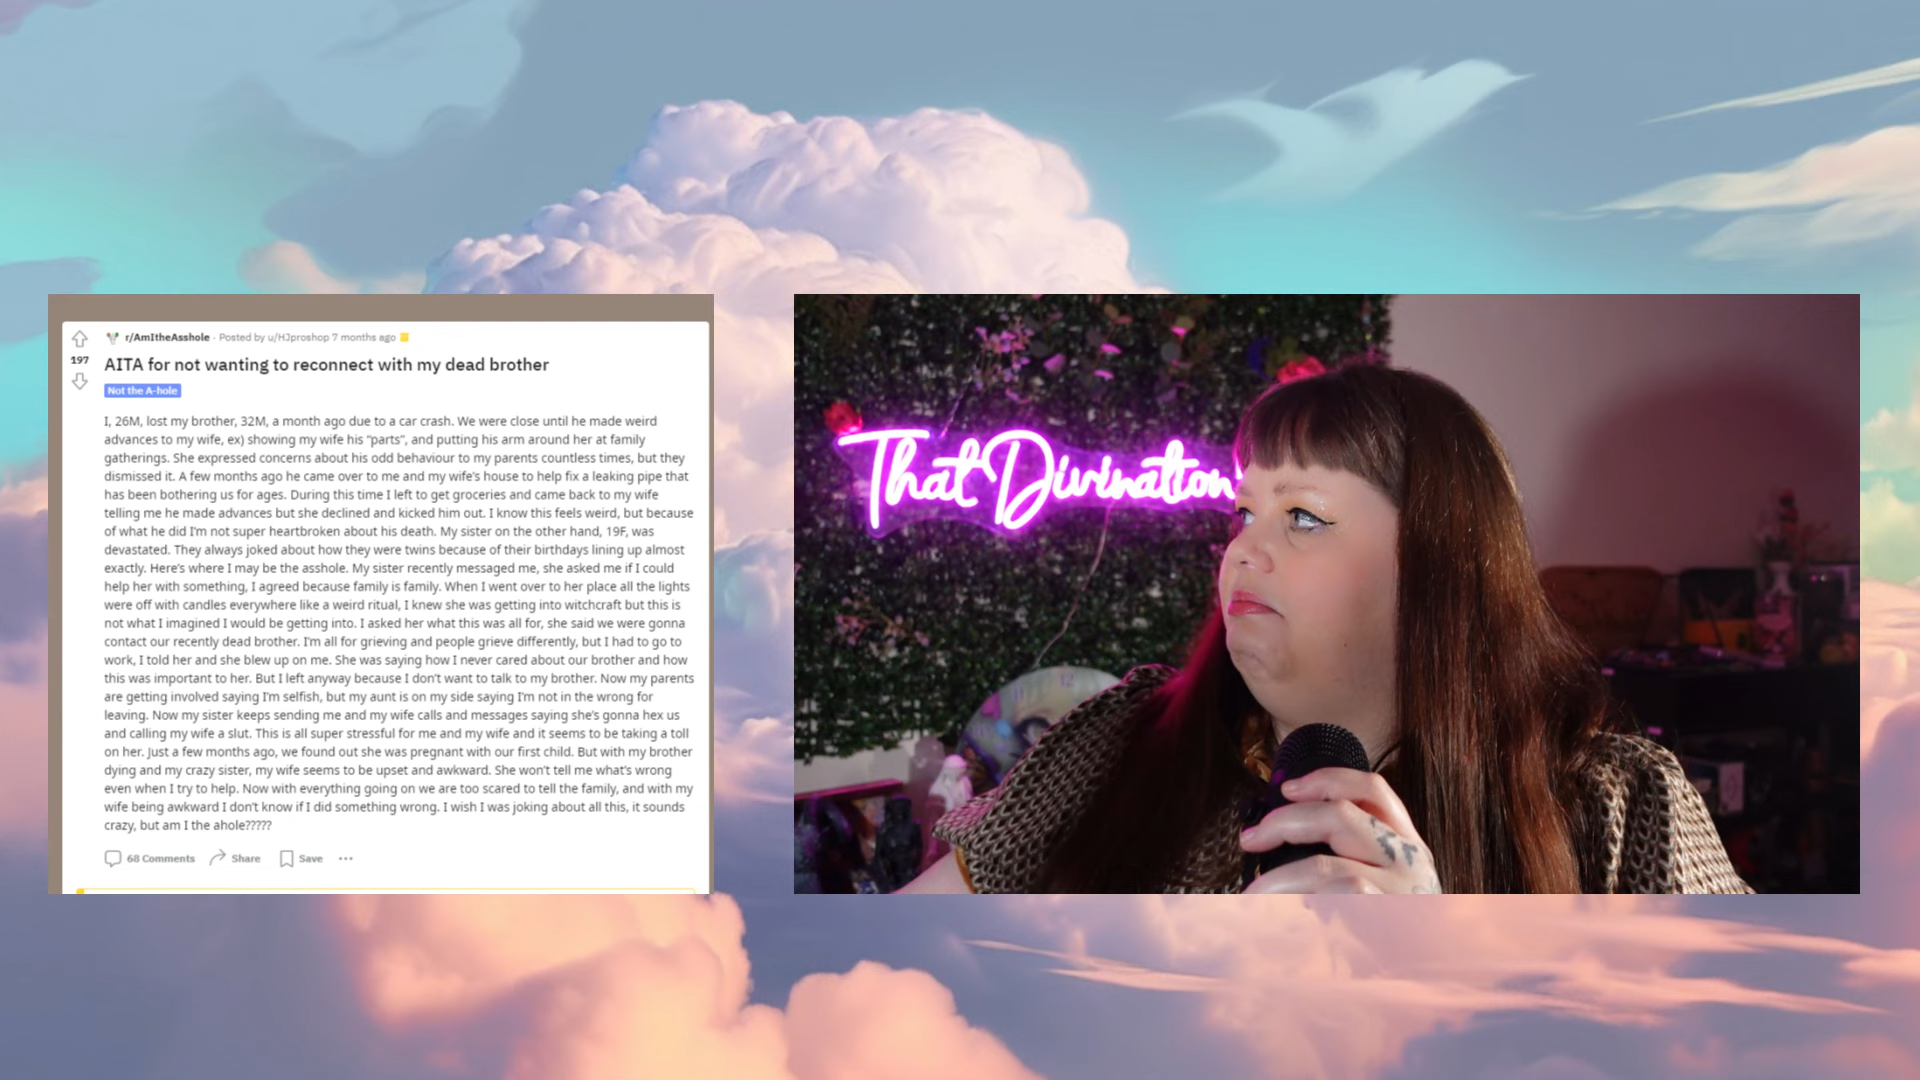 r/AmItheAsshole · Posted by u/HJproshop 7 months ago
197
AITA for not wanting to reconnect with my dead brother
Not the A-hole
I, 26M, lost my brother, 32M, a month ago due to a car crash. We were close until he made weird
advances to my wife, ex) showing my wife his "parts", and putting his arm around her at family
gatherings. She expressed concerns about his odd behaviour to my parents countless times, but they
dismissed it. A few months ago he came over to me and my wife's house to help fix a leaking pipe that
has been bothering us for ages. During this time I left to get groceries and came back to my wife
telling me he made advances but she declined and kicked him out. I know this feels weird, but because
of what he did I'm not super heartbroken about his death. My sister on the other hand, 19F, was
devastated. They always joked about how they were twins because of their birthdays lining up almost
exactly. Here's where I may be the asshole. My sister recently messaged me, she asked me if I could
help her with something, I agreed because family is family. When I went over to her place all the lights
were off with candles everywhere like a weird ritual, I knew she was getting into witchcraft but this is
not what I imagined I would be getting into. I asked her what this was all for, she said we were gonna
contact our recently dead brother. I'm all for grieving and people grieve differently, but I had to go to
work, I told her and she blew up on me. She was saying how I never cared about our brother and how
this was important to her. But I left anyway because I don't want to talk to my brother. Now my parents
are getting involved saying I'm selfish, but my aunt is on my side saying I'm not in the wrong for
leaving. Now my sister keeps sending me and my wife calls and messages saying she's gonna hex us
and calling my wife a slut. This is all super stressful for me and my wife and it seems to be taking a toll
on her. Just a few months ago, we found out she was pregnant with our first child. But with my brother
dying and my crazy sister, my wife seems to be upset and awkward. She won't tell me what's wrong
even when I try to help. Now with everything going on we are too scared to tell the family, and with my
wife being awkward I don't know if I did something wrong. I wish I was joking about all this, it sounds
crazy, but am I the ahole?????
68 Comments Share Save ...
That Divination
12